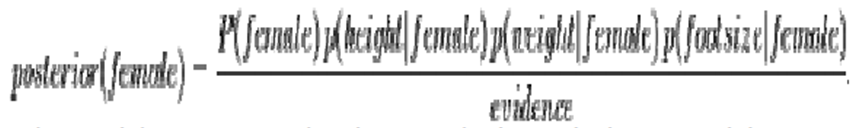 posterior(female) = P(female) p(height|female) p(weight|female) p(footsize|female) / evidence.